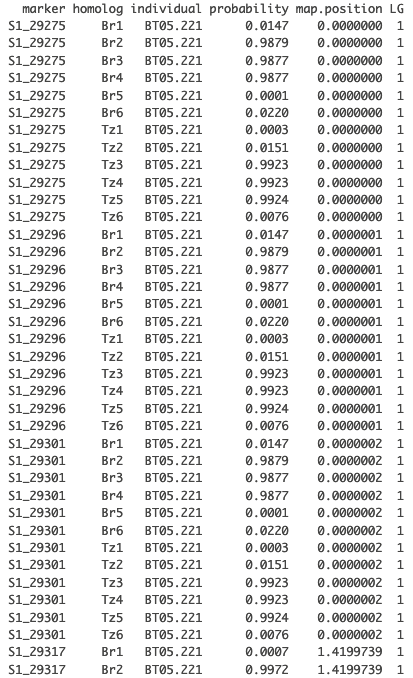 marker homolog individual probability map.position LG
S1_29275 Br1 BT05.221 0.0147 0.0000000 1
S1_29275 Br2 BT05.221 0.9879 0.0000000 1
S1_29275 Br3 BT05.221 0.9877 0.0000000 1
S1_29275 Br4 BT05.221 0.9877 0.0000000 1
S1_29275 Br5 BT05.221 0.0001 0.0000000 1
S1_29275 Br6 BT05.221 0.0220 0.0000000 1
S1_29275 Tz1 BT05.221 0.0003 0.0000000 1
S1_29275 Tz2 BT05.221 0.0151 0.0000000 1
S1_29275 Tz3 BT05.221 0.9923 0.0000000 1
S1_29275 Tz4 BT05.221 0.9923 0.0000000 1
S1_29275 Tz5 BT05.221 0.9924 0.0000000 1
S1_29275 Tz6 BT05.221 0.0076 0.0000000 1
S1_29296 Br1 BT05.221 0.0147 0.0000001 1
S1_29296 Br2 BT05.221 0.9879 0.0000001 1
S1_29296 Br3 BT05.221 0.9877 0.0000001 1
S1_29296 Br4 BT05.221 0.9877 0.0000001 1
S1_29296 Br5 BT05.221 0.0001 0.0000001 1
S1_29296 Br6 BT05.221 0.0220 0.0000001 1
S1_29296 Tz1 BT05.221 0.0003 0.0000001 1
S1_29296 Tz2 BT05.221 0.0151 0.0000001 1
S1_29296 Tz3 BT05.221 0.9923 0.0000001 1
S1_29296 Tz4 BT05.221 0.9923 0.0000001 1
S1_29296 Tz5 BT05.221 0.9924 0.0000001 1
S1_29296 Tz6 BT05.221 0.0076 0.0000001 1
S1_29301 Br1 BT05.221 0.0147 0.0000002 1
S1_29301 Br2 BT05.221 0.9879 0.0000002 1
S1_29301 Br3 BT05.221 0.9877 0.0000002 1
S1_29301 Br4 BT05.221 0.9877 0.0000002 1
S1_29301 Br5 BT05.221 0.0001 0.0000002 1
S1_29301 Br6 BT05.221 0.0220 0.0000002 1
S1_29301 Tz1 BT05.221 0.0003 0.0000002 1
S1_29301 Tz2 BT05.221 0.0151 0.0000002 1
S1_29301 Tz3 BT05.221 0.9923 0.0000002 1
S1_29301 Tz4 BT05.221 0.9923 0.0000002 1
S1_29301 Tz5 BT05.221 0.9924 0.0000002 1
S1_29301 Tz6 BT05.221 0.0076 0.0000002 1
S1_29317 Br1 BT05.221 0.0007 1.4199739 1
S1_29317 Br2 BT05.221 0.9972 1.4199739 1